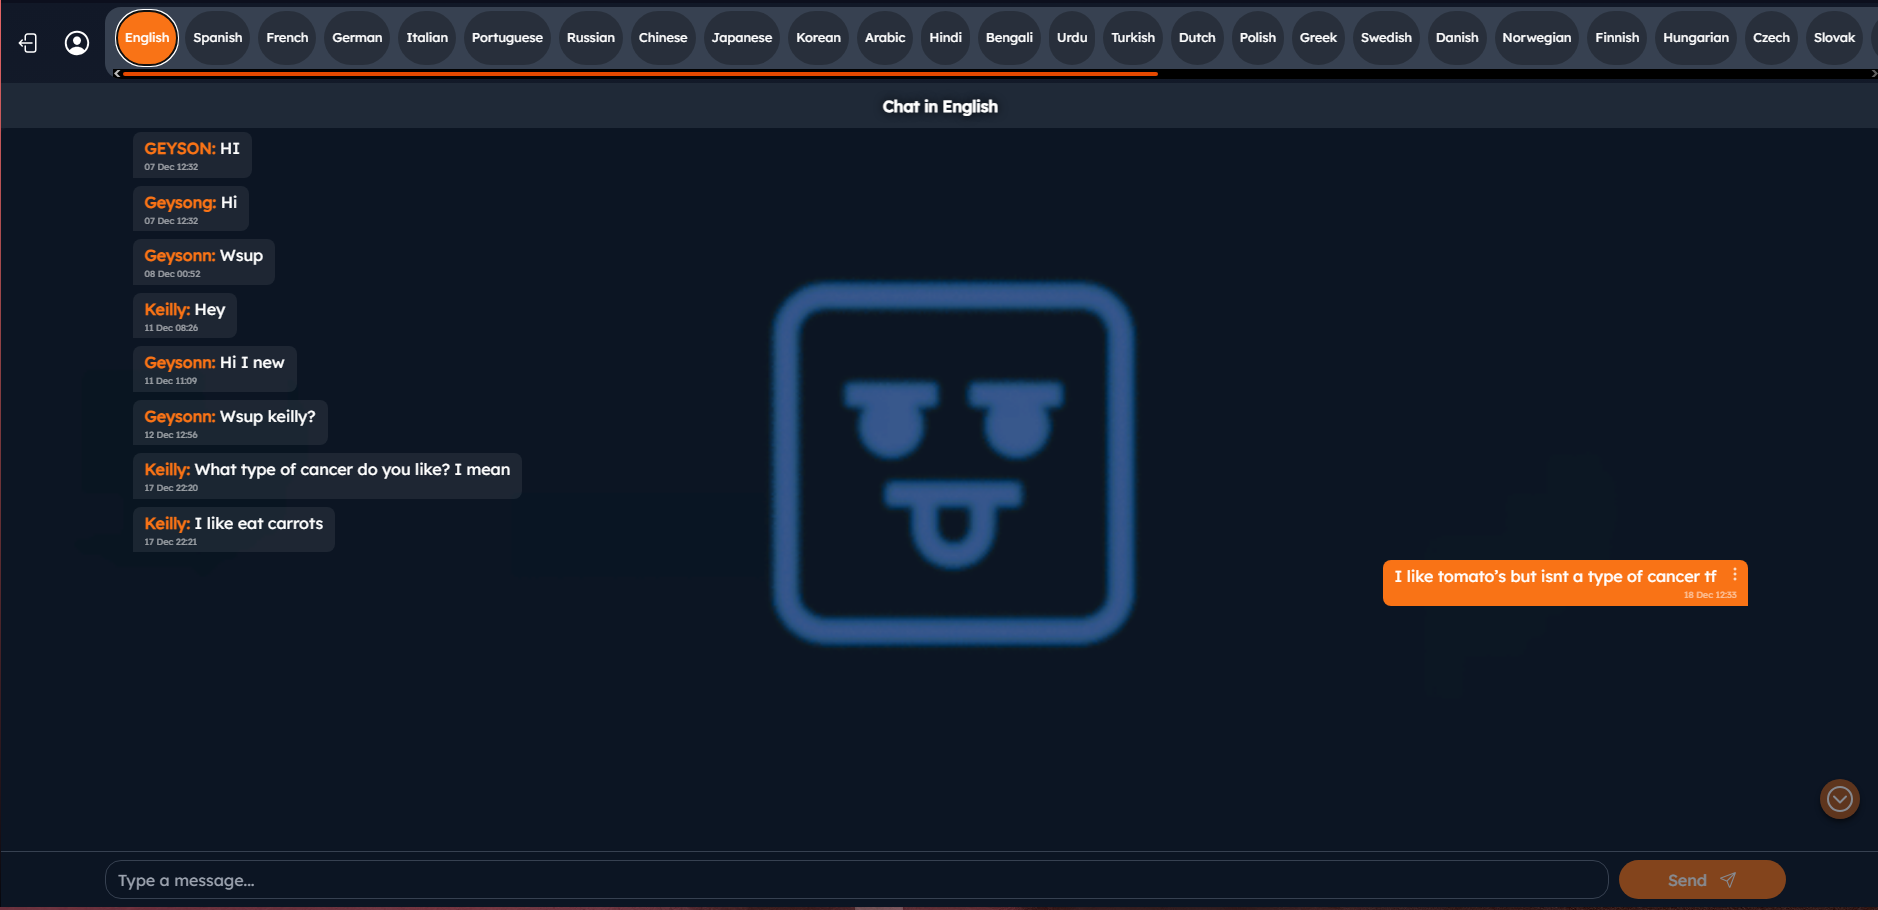 English Spanish French German Italian Portuguese Russian Chinese Japanese Korean Arabic Hindi Bengali Urdu Turkish Dutch Polish Greek Swedish Danish Norwegian Finnish Hungarian Czech Slovak
Chat in English
GEYSON: HI
07 Dec 12:32
Geysong: Hi
07 Dec 12:32
Geysonn: Wsup
08 Dec 00:52
Keilly: Hey
11 Dec 08:26
Geysonn: Hi I new
11 Dec 11:09
Geysonn: Wsup keilly?
12 Dec 12:56
Keilly: What type of cancer do you like? I mean
17 Dec 22:20
Keilly: I like eat carrots
17 Dec 22:21
I like tomato’s but isnt a type of cancer tf
18 Dec 12:33
Type a message...
Send